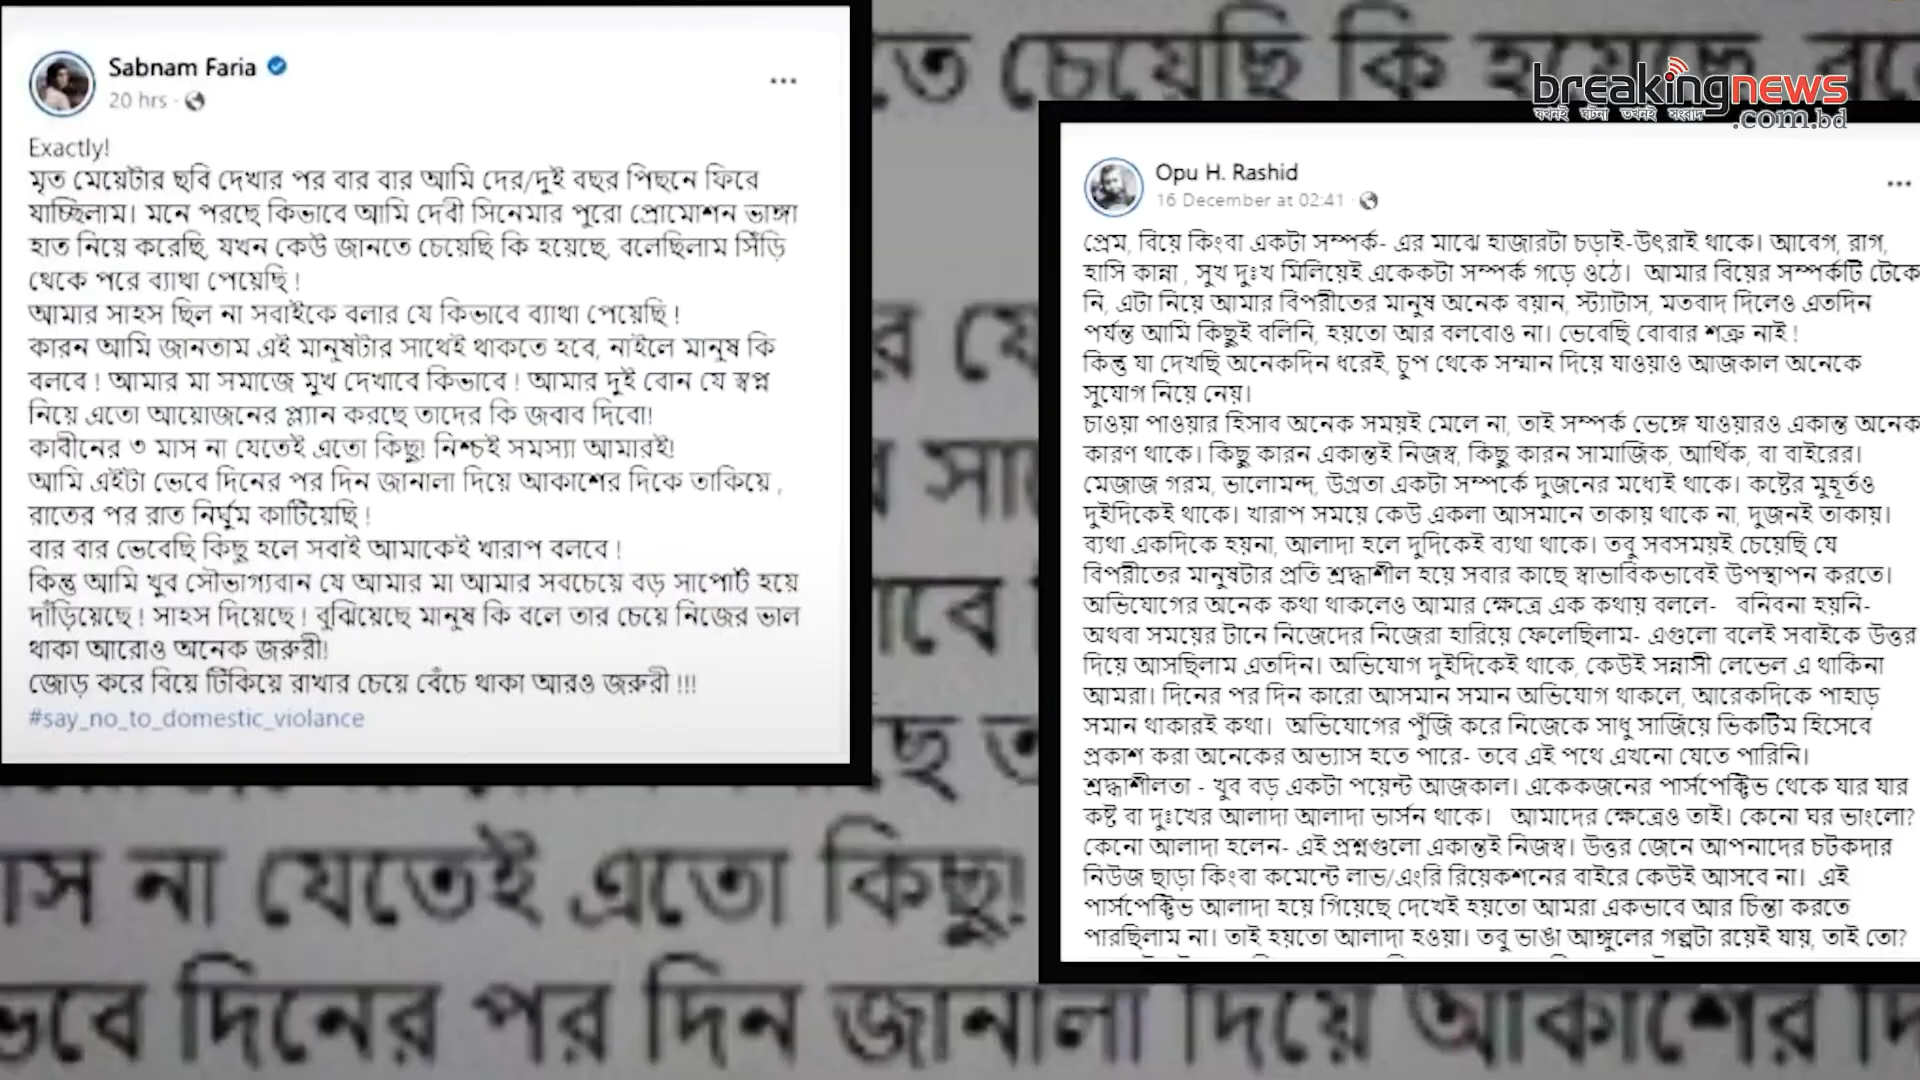 Sabnam Faria
20 hrs
Exactly!
মৃত মেয়েটার ছবি দেখার পর বার বার আমি দের/দুই বছর পিছনে ফিরে
যাচ্ছিলাম। মনে পরছে কিভাবে আমি দেবী সিনেমার পুরো প্রোমোশন ভাঙ্গা
হাত নিয়ে করেছি, যখন কেউ জানতে চেয়েছি কি হয়েছে, বলেছিলাম সিঁড়ি
থেকে পরে ব্যাথা পেয়েছি !
আমার সাহস ছিল না সবাইকে বলার যে কিভাবে ব্যাথা পেয়েছি !
কারন আমি জানতাম এই মানুষটার সাথেই থাকতে হবে, নাইলে মানুষ কি
বলবে ! আমার মা সমাজে মুখ দেখাবে কিভাবে ! আমার দুই বোন যে স্বপ্ন
নিয়ে এতো আয়োজনের প্ল্যান করছে তাদের কি জবাব দিবো!
কাবীনের ৩ মাস না যেতেই এতো কিছু! নিশ্চই সমস্যা আমারই!
আমি এইটা ভেবে দিনের পর দিন জানালা দিয়ে আকাশের দিকে তাকিয়ে ,
রাতের পর রাত নির্ঘুম কাটিয়েছি !
বার বার ভেবেছি কিছু হলে সবাই আমাকেই খারাপ বলবে !
কিন্তু আমি খুব সৌভাগ্যবান যে আমার মা আমার সবচেয়ে বড় সাপোর্ট হয়ে
দাঁড়িয়েছে ! সাহস দিয়েছে ! বুঝিয়েছে মানুষ কি বলে তার চেয়ে নিজের ভাল
থাকা আরোও অনেক জরুরী!
জোড় করে বিয়ে টিকিয়ে রাখার চেয়ে বেঁচে থাকা আরও জরুরী !!!
#say_no_to_domestic_violance
breakingnews
যখনই ঘটনা তখনই সংবাদ
.com.bd
Opu H. Rashid
16 December at 02:41
প্রেম, বিয়ে কিংবা একটা সম্পর্ক- এর মাঝে হাজারটা চড়াই-উৎরাই থাকে। আবেগ, রাগ,
হাসি কান্না , সুখ দুঃখ মিলিয়েই একেকটা সম্পর্ক গড়ে ওঠে। আমার বিয়ের সম্পর্কটি টেকে
নি, এটা নিয়ে আমার বিপরীতের মানুষ অনেক বয়ান, স্ট্যাটাস, মতবাদ দিলেও এতদিন
পর্যন্ত আমি কিছুই বলিনি, হয়তো আর বলবোও না। ভেবেছি বোবার শত্রু নাই !
কিন্তু যা দেখছি অনেকদিন ধরেই, চুপ থেকে সম্মান দিয়ে যাওয়াও আজকাল অনেকে
সুযোগ নিয়ে নেয়।
চাওয়া পাওয়ার হিসাব অনেক সময়ই মেলে না, তাই সম্পর্ক ভেঙ্গে যাওয়ারও একান্ত অনেক
কারণ থাকে। কিছু কারন একান্তই নিজস্ব, কিছু কারন সামাজিক, আর্থিক, বা বাইরের।
মেজাজ গরম, ভালোমন্দ, উগ্রতা একটা সম্পর্কে দুজনের মধ্যেই থাকে। কষ্টের মুহূর্তও
দুইদিকেই থাকে। খারাপ সময়ে কেউ একলা আসমানে তাকায় থাকে না, দুজনই তাকায়।
ব্যথা একদিকে হয়না, আলাদা হলে দুদিকেই ব্যথা থাকে। তবু সবসময়ই চেয়েছি যে
বিপরীতের মানুষটার প্রতি শ্রদ্ধাশীল হয়ে সবার কাছে স্বাভাবিকভাবেই উপস্থাপন করতে।
অভিযোগের অনেক কথা থাকলেও আমার ক্ষেত্রে এক কথায় বললে- বনিবনা হয়নি-
অথবা সময়ের টানে নিজেদের নিজেরা হারিয়ে ফেলেছিলাম- এগুলো বলেই সবাইকে উত্তর
দিয়ে আসছিলাম এতদিন। অভিযোগ দুইদিকেই থাকে, কেউই সন্নাসী লেভেল এ থাকিনা
আমরা। দিনের পর দিন কারো আসমান সমান অভিযোগ থাকলে, আরেকদিকে পাহাড়
সমান থাকারই কথা। অভিযোগের পুঁজি করে নিজেকে সাধু সাজিয়ে ভিকটিম হিসেবে
প্রকাশ করা অনেকের অভ্যাস হতে পারে- তবে এই পথে এখনো যেতে পারিনি।
শ্রদ্ধাশীলতা - খুব বড় একটা পয়েন্ট আজকাল। একেকজনের পার্সপেক্টিভ থেকে যার যার
কষ্ট বা দুঃখের আলাদা আলাদা ভার্সন থাকে। আমাদের ক্ষেত্রেও তাই। কেনো ঘর ভাংলো?
কেনো আলাদা হলেন- এই প্রশ্নগুলো একান্তই নিজস্ব। উত্তর জেনে আপনাদের চটকদার
নিউজ ছাড়া কিংবা কমেন্টে লাভ/এংরি রিয়েকশনের বাইরে কেউই আসবে না। এই
পার্সপেক্টিভ আলাদা হয়ে গিয়েছে দেখেই হয়তো আমরা একভাবে আর চিন্তা করতে
পারছিলাম না। তাই হয়তো আলাদা হওয়া। তবু ভাঙা আঙ্গুলের গল্পটা রয়েই যায়, তাই তো?
তে চেয়েছি কি হয়েছে, বলে
না যেতেই এতো কিছু!
ভবে দিনের পর দিন জানালা দিয়ে আকাশের দি